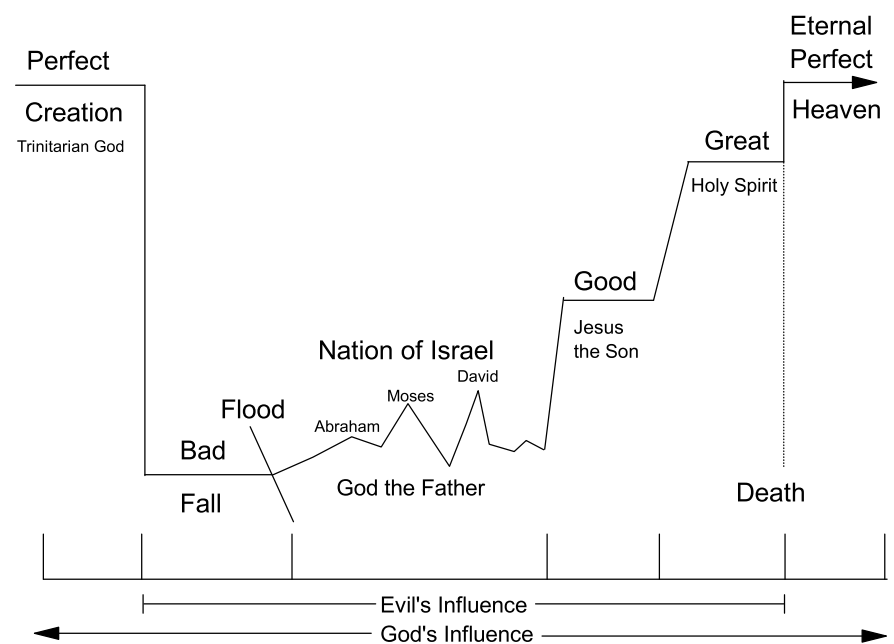 Perfect
Creation
Trinitarian God
Bad
Fall
Flood
Nation of Israel
Abraham
Moses
David
God the Father
Good
Jesus
the Son
Great
Holy Spirit
Eternal
Perfect
Heaven
Death
Evil's Influence
God's Influence